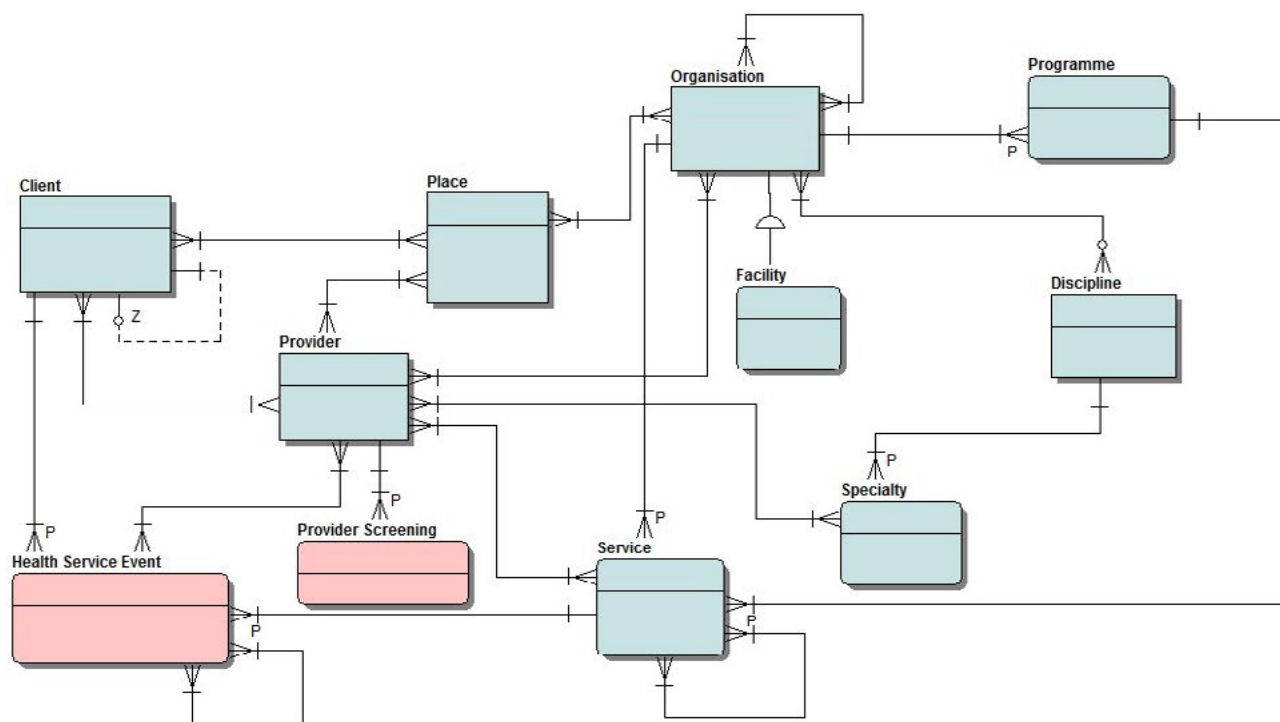 Organisation
Programme
P
Client
Place
Z
Facility
Discipline
Provider
P
Specialty
P
P
P
Provider Screening
Health Service Event
Service
P
P